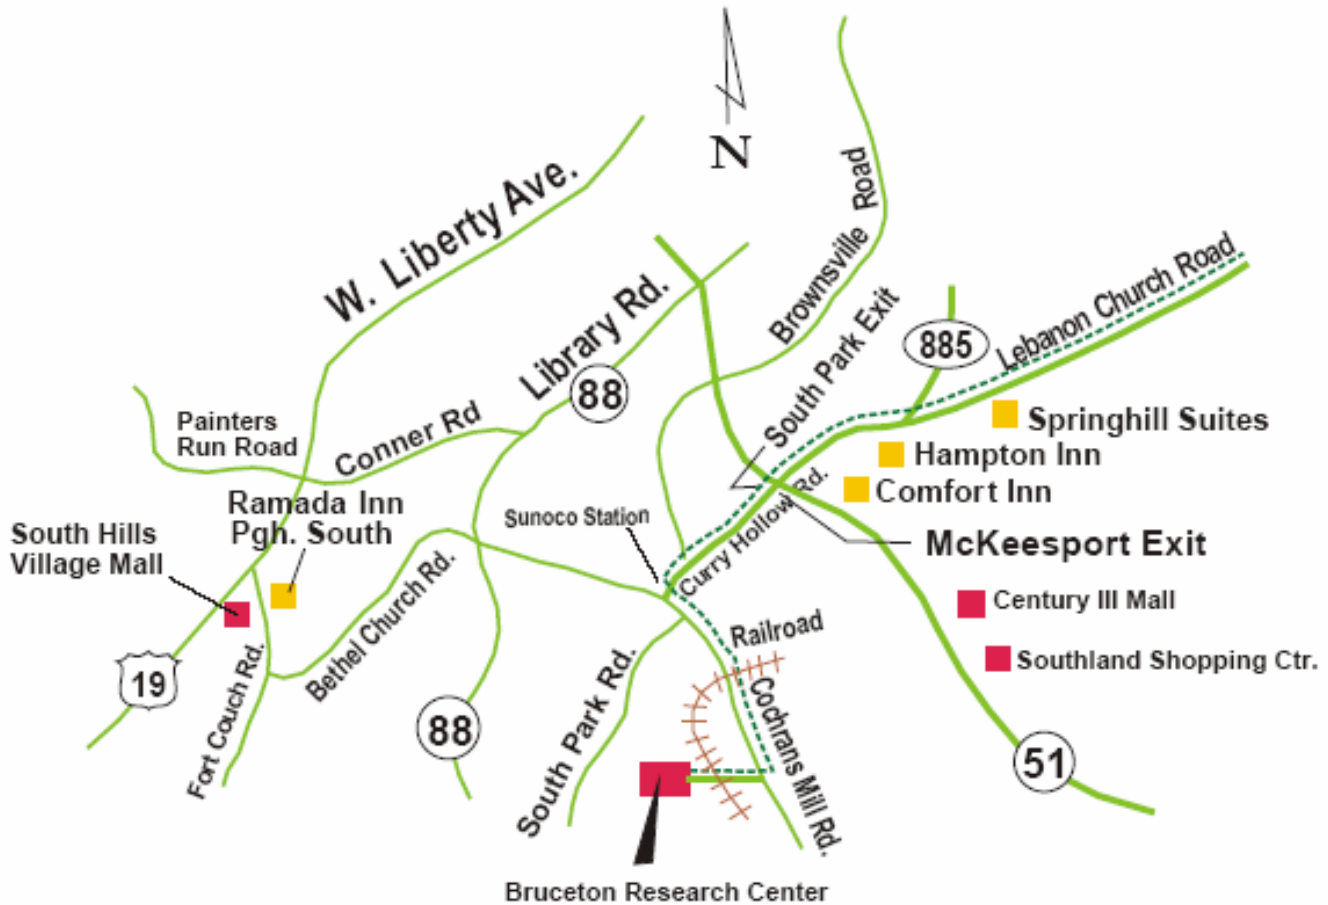 N
W. Liberty Ave.
Library Rd.
Brownsville Road
South Park Exit
Lebanon Church Road
885
88
Painters
Run Road
Conner Rd
Springhill Suites
Hampton Inn
Comfort Inn
Ramada Inn
Pgh. South
South Hills
Village Mall
Sunoco Station
Curry Hollow Rd.
McKeesport Exit
Bethel Church Rd.
Century III Mall
Railroad
Southland Shopping Ctr.
19
Fort Couch Rd.
88
South Park Rd.
Cochrans Mill Rd.
51
Bruceton Research Center